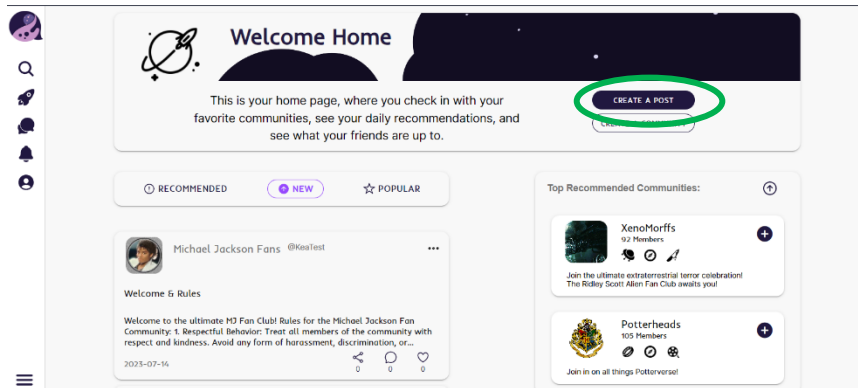 Welcome Home
This is your home page, where you check in with your
favorite communities, see your daily recommendations, and
see what your friends are up to.
CREATE A POST
CREATE A COMMUNITY
RECOMMENDED
NEW
POPULAR
Michael Jackson Fans @KeaTest
Welcome & Rules
Welcome to the ultimate MJ Fan Club! Rules for the Michael Jackson Fan
Community: 1. Respectful Behavior: Treat all members of the community with
respect and kindness. Avoid any form of harassment, discrimination, or...
2023-07-14
0
0
0
Top Recommended Communities:
XenoMorffs
92 Members
Join the ultimate extraterrestrial terror celebration!
The Ridley Scott Alien Fan Club awaits you!
Potterheads
105 Members
Join in on all things Potterverse!